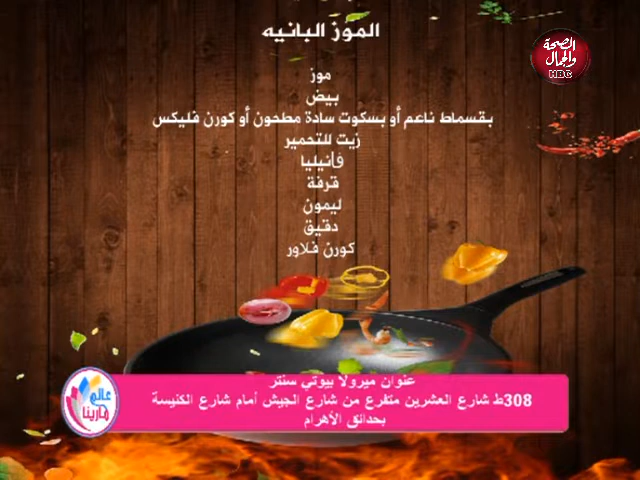 الموز البانيه
الصحة
والجمال
HBC
موز
بيض
بقسماط ناعم أو بسكوت سادة مطحون أو كورن فليكس
زيت للتحمير
فانيليا
قرفة
ليمون
دقيق
كورن فلاور
عنوان ميرولا بيوتي سنتر
308ط شارع العشرين متفرع من شارع الجيش أمام شارع الكنيسة
بحدائق الأهرام
عالم
مارينا